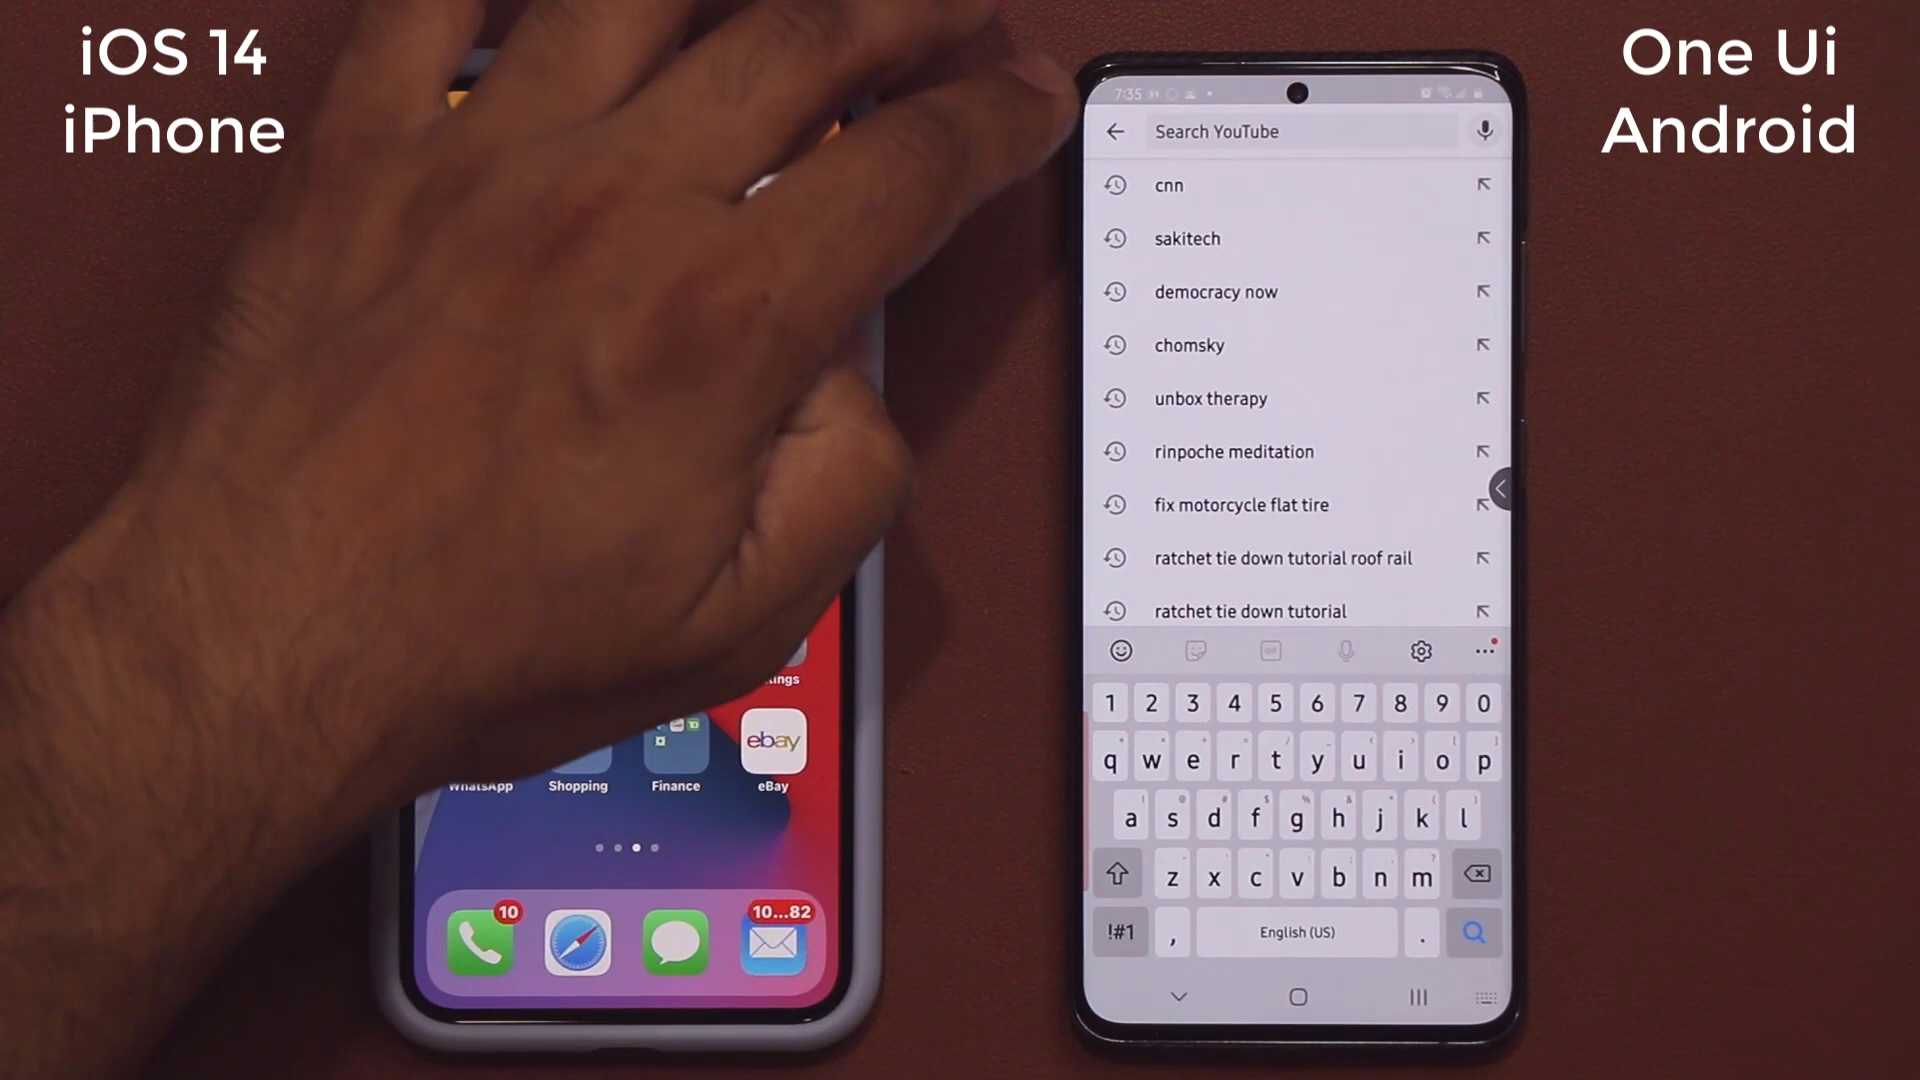 iOS 14
iPhone
One Ui
Android
7:35
Search YouTube
cnn
sakitech
democracy now
chomsky
unbox therapy
rinpoche meditation
fix motorcycle flat tire
ratchet tie down tutorial roof rail
ratchet tie down tutorial
GIF
1 2 3 4 5 6 7 8 9 0
q w e r t y u i o p
a s d f g h j k l
z x c v b n m
!#1 , English (US) .
ebay
WhatsApp Shopping Finance eBay
10 10...82